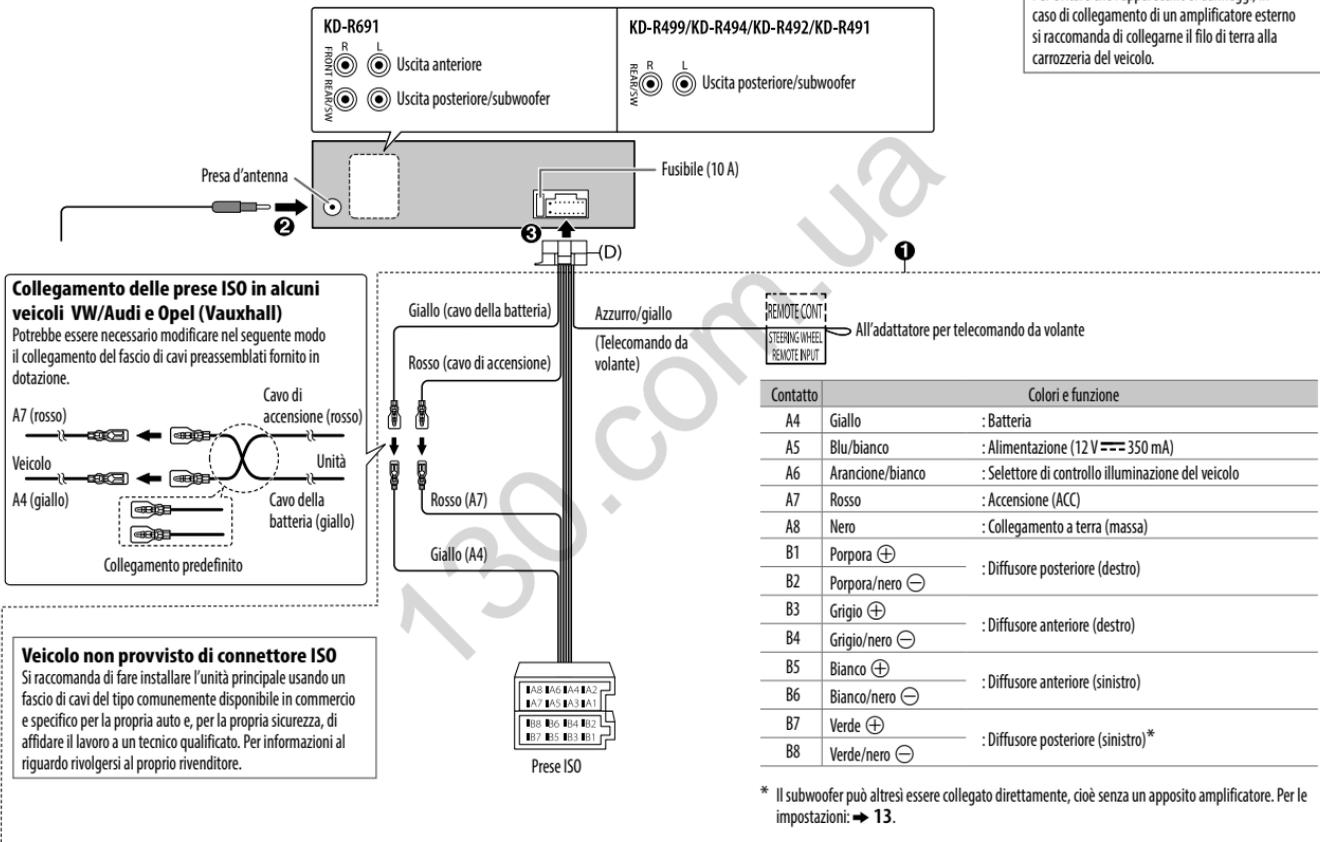 caso di collegamento di un amplificatore esterno
si raccomanda di collegarne il filo di terra alla
carrozzeria del veicolo.
KD-R691
R L
FRONT REAR/SW
Uscita anteriore
Uscita posteriore/subwoofer
KD-R499/KD-R494/KD-R492/KD-R491
R L
REAR/SW
Uscita posteriore/subwoofer
Presa d'antenna
Fusibile (10 A)
2
3
(D)
1
Collegamento delle prese ISO in alcuni
veicoli VW/Audi e Opel (Vauxhall)
Potrebbe essere necessario modificare nel seguente modo
il collegamento del fascio di cavi preassemblati fornito in
dotazione.
A7 (rosso)
Cavo di
accensione (rosso)
Veicolo
Unità
A4 (giallo)
Cavo della
batteria (giallo)
Collegamento predefinito
Giallo (cavo della batteria)
Rosso (cavo di accensione)
Azzurro/giallo
(Telecomando da
volante)
REMOTE CONT
STEERING WHEEL
REMOTE INPUT
All'adattatore per telecomando da volante
Rosso (A7)
Giallo (A4)
A8 A6 A4 A2
A7 A5 A3 A1
B8 B6 B4 B2
B7 B5 B3 B1
Prese ISO
Veicolo non provvisto di connettore ISO
Si raccomanda di fare installare l'unità principale usando un
fascio di cavi del tipo comunemente disponibile in commercio
e specifico per la propria auto e, per la propria sicurezza, di
affidare il lavoro a un tecnico qualificato. Per informazioni al
riguardo rivolgersi al proprio rivenditore.
Contatto Colori e funzione
A4 Giallo : Batteria
A5 Blu/bianco : Alimentazione (12 V ⎓ 350 mA)
A6 Arancione/bianco : Selettore di controllo illuminazione del veicolo
A7 Rosso : Accensione (ACC)
A8 Nero : Collegamento a terra (massa)
B1 Porpora ⊕
: Diffusore posteriore (destro)
B2 Porpora/nero ⊖
B3 Grigio ⊕
: Diffusore anteriore (destro)
B4 Grigio/nero ⊖
B5 Bianco ⊕
: Diffusore anteriore (sinistro)
B6 Bianco/nero ⊖
B7 Verde ⊕
: Diffusore posteriore (sinistro)*
B8 Verde/nero ⊖
* Il subwoofer può altresì essere collegato direttamente, cioè senza un apposito amplificatore. Per le
impostazioni: ➡ 13.
130.com.ua